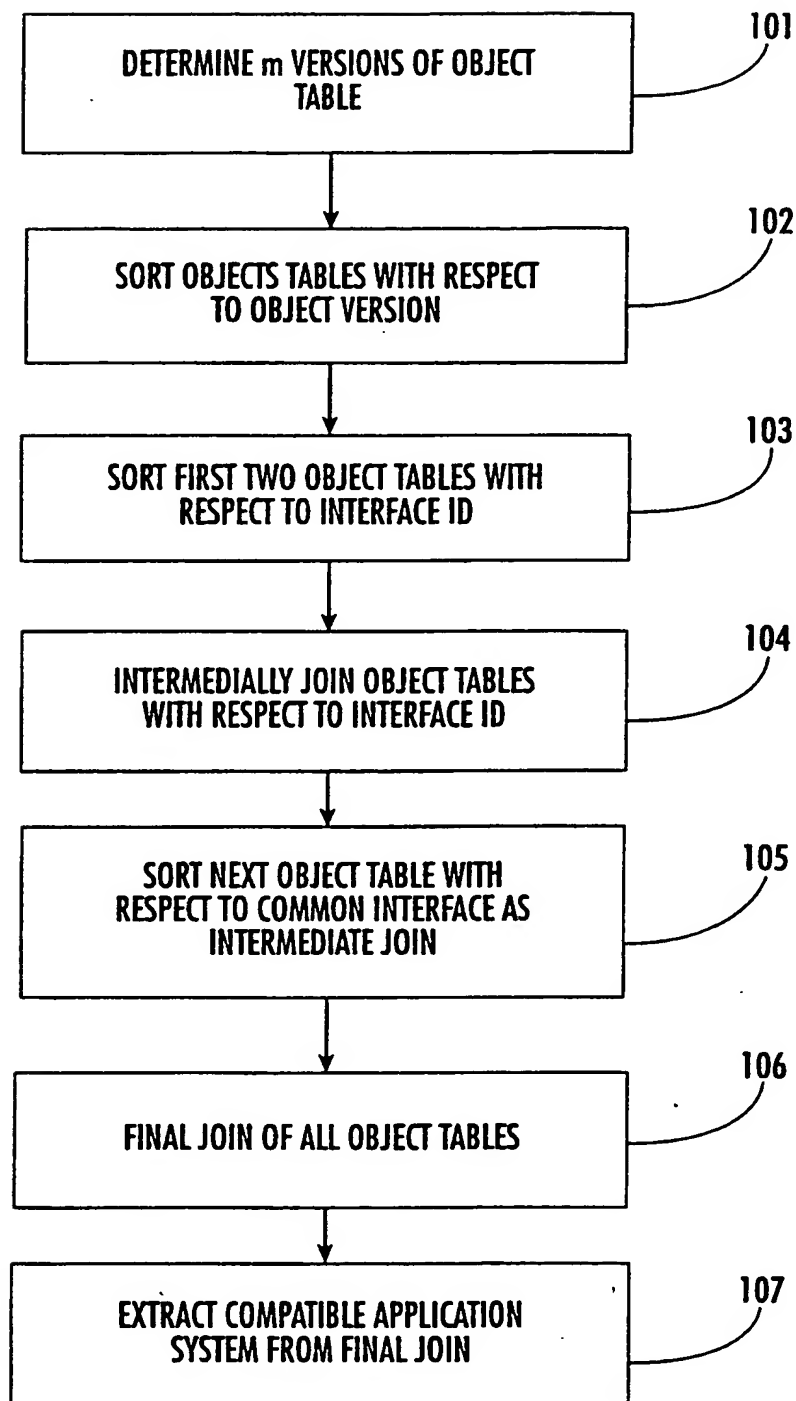 101
DETERMINE m VERSIONS OF OBJECT
TABLE
102
SORT OBJECTS TABLES WITH RESPECT
TO OBJECT VERSION
103
SORT FIRST TWO OBJECT TABLES WITH
RESPECT TO INTERFACE ID
104
INTERMEDIALLY JOIN OBJECT TABLES
WITH RESPECT TO INTERFACE ID
105
SORT NEXT OBJECT TABLE WITH
RESPECT TO COMMON INTERFACE AS
INTERMEDIATE JOIN
106
FINAL JOIN OF ALL OBJECT TABLES
107
EXTRACT COMPATIBLE APPLICATION
SYSTEM FROM FINAL JOIN